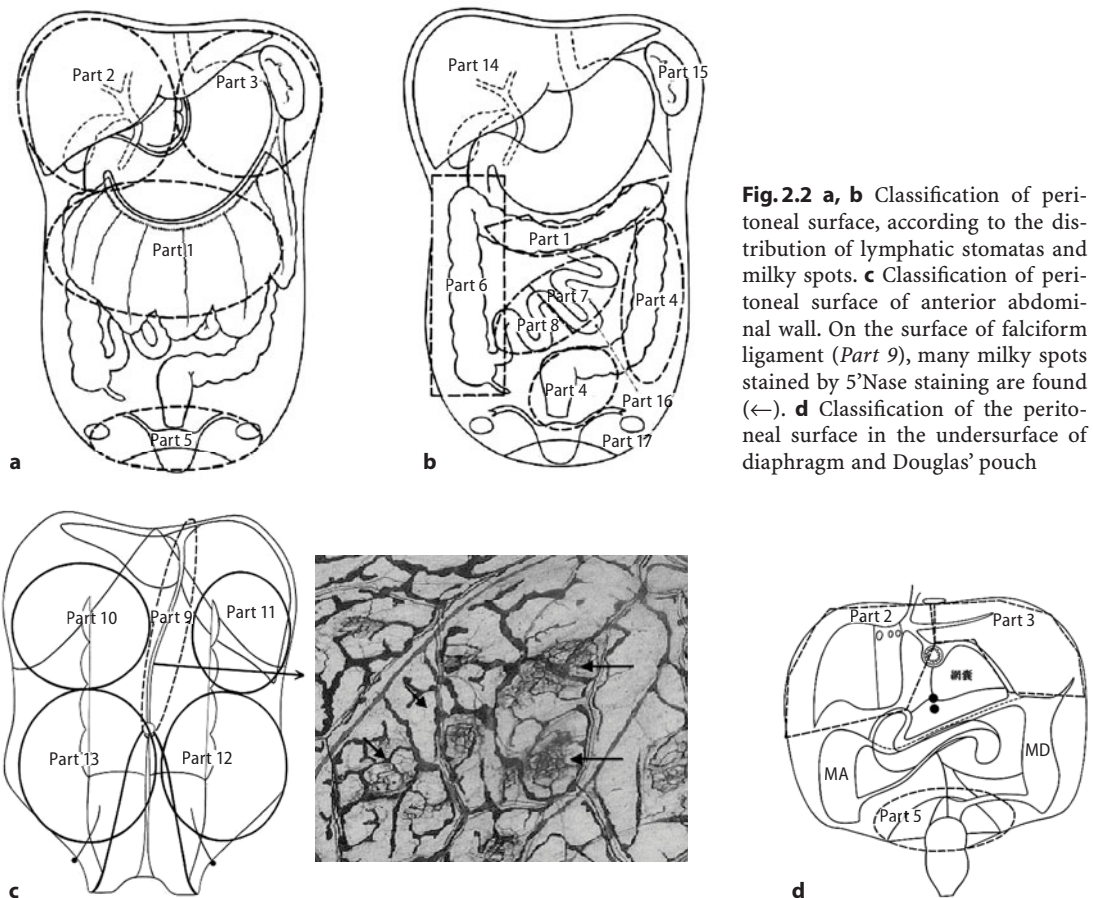 Part 2
Part 3
Part 1
Part 5
a
Part 14
Part 15
Part 1
Part 6
Part 7
Part 4
Part 8
Part 4
Part 16
Part 17
b
Fig. 2.2 a, b Classification of peri-
toneal surface, according to the dis-
tribution of lymphatic stomatas and
milky spots. c Classification of peri-
toneal surface of anterior abdomi-
nal wall. On the surface of falciform
ligament (Part 9), many milky spots
stained by 5’Nase staining are found
(←). d Classification of the perito-
neal surface in the undersurface of
diaphragm and Douglas’ pouch
Part 10
Part 9
Part 11
Part 13
Part 12
c
Part 2
Part 3
網嚢
MA
MD
Part 5
d